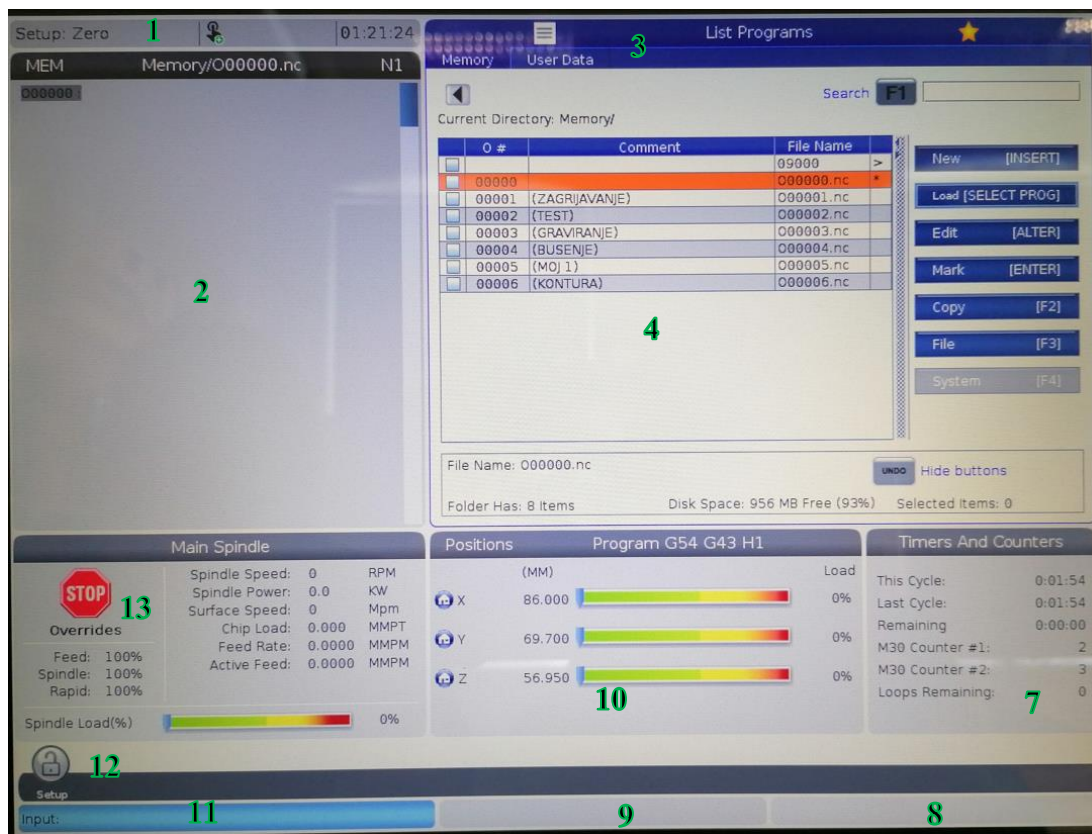 Setup: Zero 1 01:21:24
MEM Memory/O00000.nc N1
O00000 ;
2
List Programs
3
Memory User Data
Search F1
Current Directory: Memory/
O # Comment File Name
09000 >
00000 O00000.nc *
00001 (ZAGRIJAVANJE) O00001.nc
00002 (TEST) O00002.nc
00003 (GRAVIRANJE) O00003.nc
00004 (BUSENJE) O00004.nc
00005 (MOJ 1) O00005.nc
00006 (KONTURA) O00006.nc
4
New [INSERT]
Load [SELECT PROG]
Edit [ALTER]
Mark [ENTER]
Copy [F2]
File [F3]
System [F4]
File Name: O00000.nc
UNDO Hide buttons
Folder Has: 8 Items Disk Space: 956 MB Free (93%) Selected Items: 0
Main Spindle
STOP 13
Overrides
Feed: 100%
Spindle: 100%
Rapid: 100%
Spindle Speed: 0 RPM
Spindle Power: 0.0 KW
Surface Speed: 0 Mpm
Chip Load: 0.000 MMPT
Feed Rate: 0.0000 MMPM
Active Feed: 0.0000 MMPM
Spindle Load(%) 0%
Positions Program G54 G43 H1
(MM) Load
X 86.000 0%
Y 69.700 0%
Z 56.950 0%
10
Timers And Counters
This Cycle: 0:01:54
Last Cycle: 0:01:54
Remaining 0:00:00
M30 Counter #1: 2
M30 Counter #2: 3
Loops Remaining: 0
7
12
Setup
Input: 11 9 8